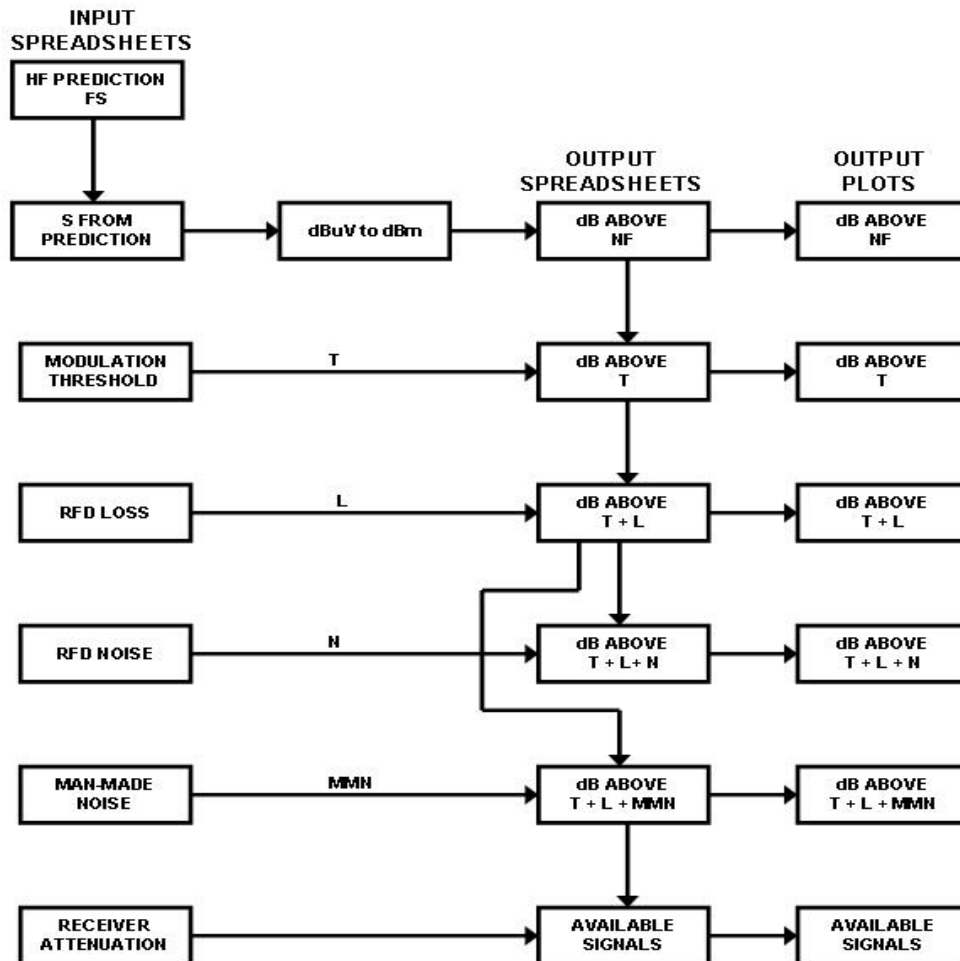 INPUT
SPREADSHEETS
HF PREDICTION
FS
OUTPUT
SPREADSHEETS
OUTPUT
PLOTS
S FROM
PREDICTION
dBuV to dBm
dB ABOVE
NF
dB ABOVE
NF
MODULATION
THRESHOLD
T
dB ABOVE
T
dB ABOVE
T
RFD LOSS
L
dB ABOVE
T + L
dB ABOVE
T + L
RFD NOISE
N
dB ABOVE
T + L+ N
dB ABOVE
T + L + N
MAN-MADE
NOISE
MMN
dB ABOVE
T + L + MMN
dB ABOVE
T + L + MMN
RECEIVER
ATTENUATION
AVAILABLE
SIGNALS
AVAILABLE
SIGNALS